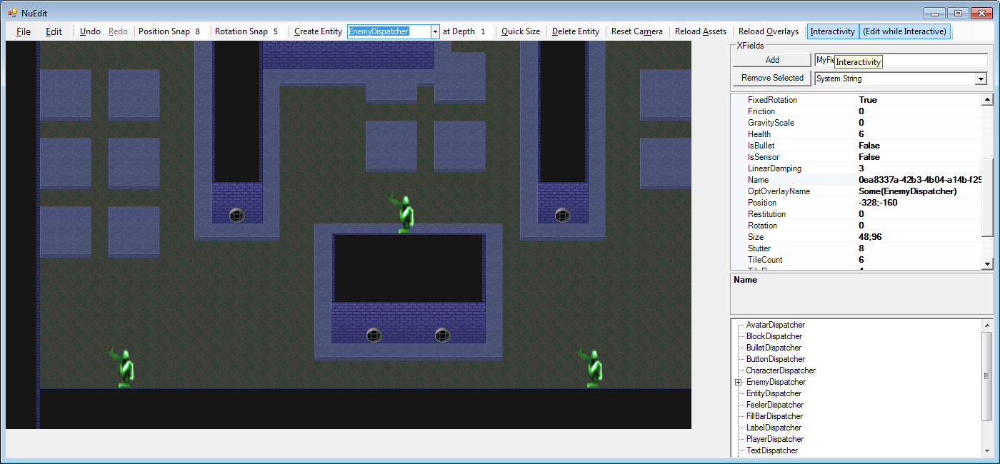 NuEdit
File Edit Undo Redo Position Snap 8 Rotation Snap 5 Create Entity EnemyDispatcher at Depth 1 Quick Size Delete Entity Reset Camera Reload Assets Reload Overlays Interactivity (Edit while Interactive)
XFields
Add MyFie
Interactivity
Remove Selected System.String
FixedRotation True
Friction 0
GravityScale 0
Health 6
IsBullet False
IsSensor False
LinearDamping 3
Name 0ea8337a-42b3-4b04-a14b-f29
OptOverlayName Some(EnemyDispatcher)
Position -328;-160
Restitution 0
Rotation 0
Size 48;96
Stutter 8
TileCount 6
Name
AvatarDispatcher
BlockDispatcher
BulletDispatcher
ButtonDispatcher
CharacterDispatcher
EnemyDispatcher
EntityDispatcher
FeelerDispatcher
FillBarDispatcher
LabelDispatcher
PlayerDispatcher
TextDispatcher